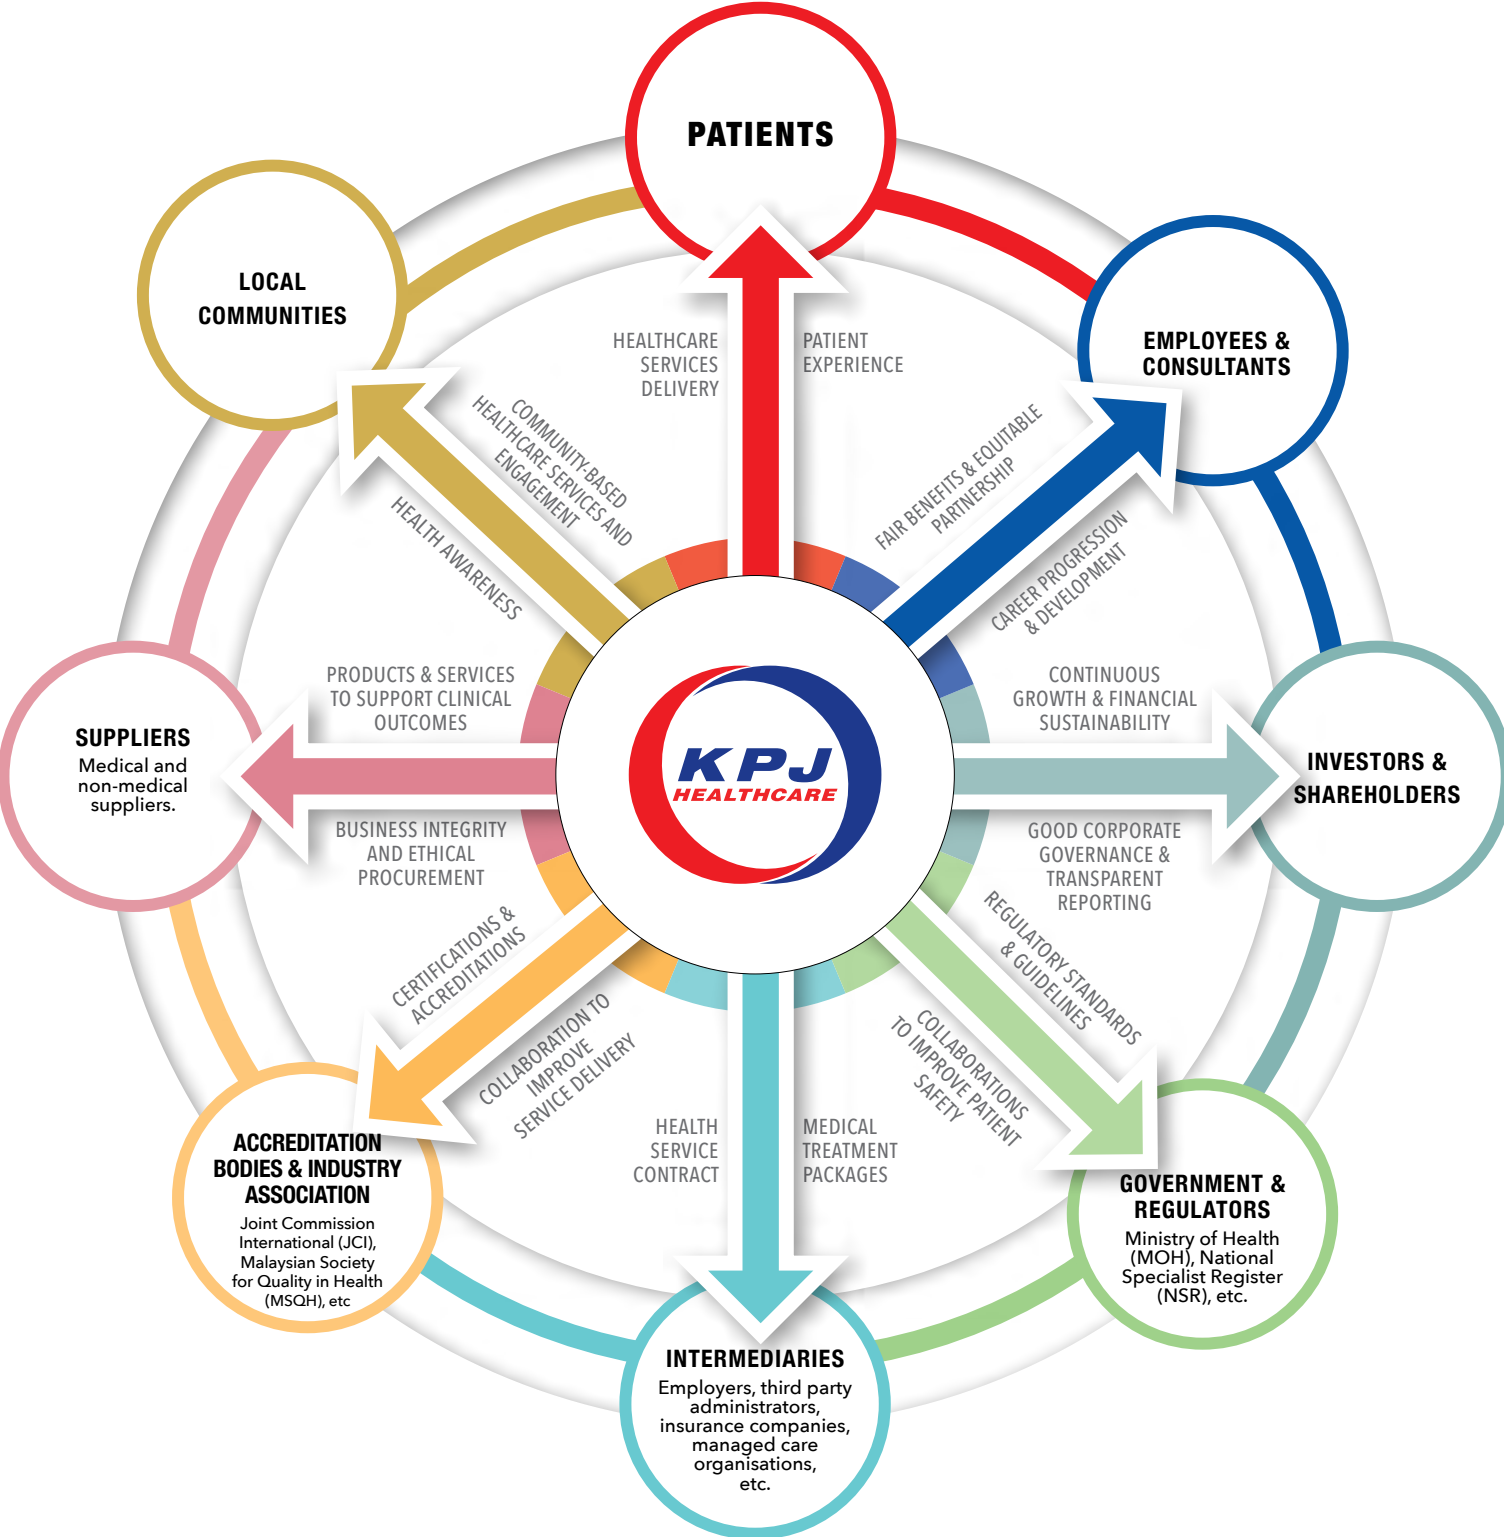 PATIENTS
HEALTHCARE
SERVICES
DELIVERY
PATIENT
EXPERIENCE
EMPLOYEES &
CONSULTANTS
FAIR BENEFITS & EQUITABLE
PARTNERSHIP
CAREER PROGRESSION
& DEVELOPMENT
INVESTORS &
SHAREHOLDERS
CONTINUOUS
GROWTH & FINANCIAL
SUSTAINABILITY
GOOD CORPORATE
GOVERNANCE &
TRANSPARENT
REPORTING
GOVERNMENT &
REGULATORS
Ministry of Health
(MOH), National
Specialist Register
(NSR), etc.
REGULATORY STANDARDS
& GUIDELINES
COLLABORATIONS
TO IMPROVE PATIENT
SAFETY
INTERMEDIARIES
Employers, third party
administrators,
insurance companies,
managed care
organisations,
etc.
MEDICAL
TREATMENT
PACKAGES
HEALTH
SERVICE
CONTRACT
ACCREDITATION
BODIES & INDUSTRY
ASSOCIATION
Joint Commission
International (JCI),
Malaysian Society
for Quality in Health
(MSQH), etc
COLLABORATION TO
IMPROVE
SERVICE DELIVERY
CERTIFICATIONS &
ACCREDITATIONS
SUPPLIERS
Medical and
non-medical
suppliers.
BUSINESS INTEGRITY
AND ETHICAL
PROCUREMENT
PRODUCTS & SERVICES
TO SUPPORT CLINICAL
OUTCOMES
LOCAL
COMMUNITIES
HEALTH AWARENESS
COMMUNITY-BASED
HEALTHCARE SERVICES AND
ENGAGEMENT
KPJ
HEALTHCARE